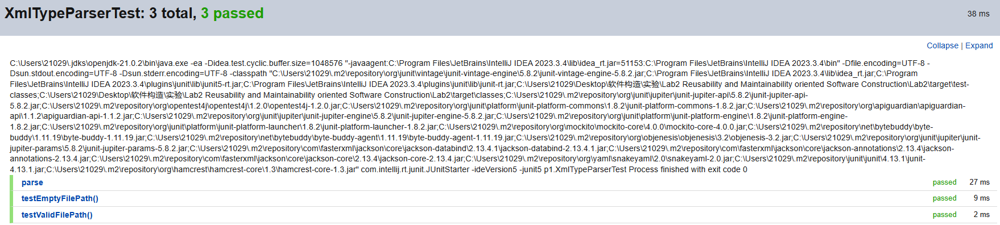 XmlTypeParserTest: 3 total, 3 passed
38 ms
Collapse | Expand
C:\Users\21029\.jdks\openjdk-21.0.2\bin\java.exe -ea -Didea.test.cyclic.buffer.size=1048576 "-javaagent:C:\Program Files\JetBrains\IntelliJ IDEA 2023.3.4\lib\idea_rt.jar=51153:C:\Program Files\JetBrains\IntelliJ IDEA 2023.3.4\bin" -Dfile.encoding=UTF-8 -
Dsun.stdout.encoding=UTF-8 -Dsun.stderr.encoding=UTF-8 -classpath "C:\Users\21029\.m2\repository\org\junit\vintage\junit-vintage-engine\5.8.2\junit-vintage-engine-5.8.2.jar;C:\Program Files\JetBrains\IntelliJ IDEA 2023.3.4\lib\idea_rt.jar;C:\Program
Files\JetBrains\IntelliJ IDEA 2023.3.4\plugins\junit\lib\junit5-rt.jar;C:\Program Files\JetBrains\IntelliJ IDEA 2023.3.4\plugins\junit\lib\junit-rt.jar;C:\Users\21029\Desktop\软件构造\实验\Lab2 Reusability and Maintainability oriented Software Construction\Lab2\target\test-
classes;C:\Users\21029\Desktop\软件构造\实验\Lab2 Reusability and Maintainability oriented Software Construction\Lab2\target\classes;C:\Users\21029\.m2\repository\org\junit\jupiter\junit-jupiter-api\5.8.2\junit-jupiter-api-
5.8.2.jar;C:\Users\21029\.m2\repository\org\opentest4j\opentest4j\1.2.0\opentest4j-1.2.0.jar;C:\Users\21029\.m2\repository\org\junit\platform\junit-platform-commons\1.8.2\junit-platform-commons-1.8.2.jar;C:\Users\21029\.m2\repository\org\apiguardian\apiguardian-
api\1.1.2\apiguardian-api-1.1.2.jar;C:\Users\21029\.m2\repository\org\junit\jupiter\junit-jupiter-engine\5.8.2\junit-jupiter-engine-5.8.2.jar;C:\Users\21029\.m2\repository\org\junit\platform\junit-platform-engine\1.8.2\junit-platform-engine-
1.8.2.jar;C:\Users\21029\.m2\repository\org\junit\platform\junit-platform-launcher\1.8.2\junit-platform-launcher-1.8.2.jar;C:\Users\21029\.m2\repository\org\mockito\mockito-core\4.0.0\mockito-core-4.0.0.jar;C:\Users\21029\.m2\repository\net\bytebuddy\byte-
buddy\1.11.19\byte-buddy-1.11.19.jar;C:\Users\21029\.m2\repository\net\bytebuddy\byte-buddy-agent\1.11.19\byte-buddy-agent-1.11.19.jar;C:\Users\21029\.m2\repository\org\objenesis\objenesis\3.2\objenesis-3.2.jar;C:\Users\21029\.m2\repository\org\junit\jupiter\junit-
jupiter-params\5.8.2\junit-jupiter-params-5.8.2.jar;C:\Users\21029\.m2\repository\com\fasterxml\jackson\core\jackson-databind\2.13.4.1\jackson-databind-2.13.4.1.jar;C:\Users\21029\.m2\repository\com\fasterxml\jackson\core\jackson-annotations\2.13.4\jackson-
annotations-2.13.4.jar;C:\Users\21029\.m2\repository\com\fasterxml\jackson\core\jackson-core\2.13.4\jackson-core-2.13.4.jar;C:\Users\21029\.m2\repository\org\yaml\snakeyaml\2.0\snakeyaml-2.0.jar;C:\Users\21029\.m2\repository\junit\junit\4.13.1\junit-
4.13.1.jar;C:\Users\21029\.m2\repository\org\hamcrest\hamcrest-core\1.3\hamcrest-core-1.3.jar" com.intellij.rt.junit.JUnitStarter -ideVersion5 -junit5 p1.XmlTypeParserTest Process finished with exit code 0
parse passed 27 ms
testEmptyFilePath() passed 9 ms
testValidFilePath() passed 2 ms